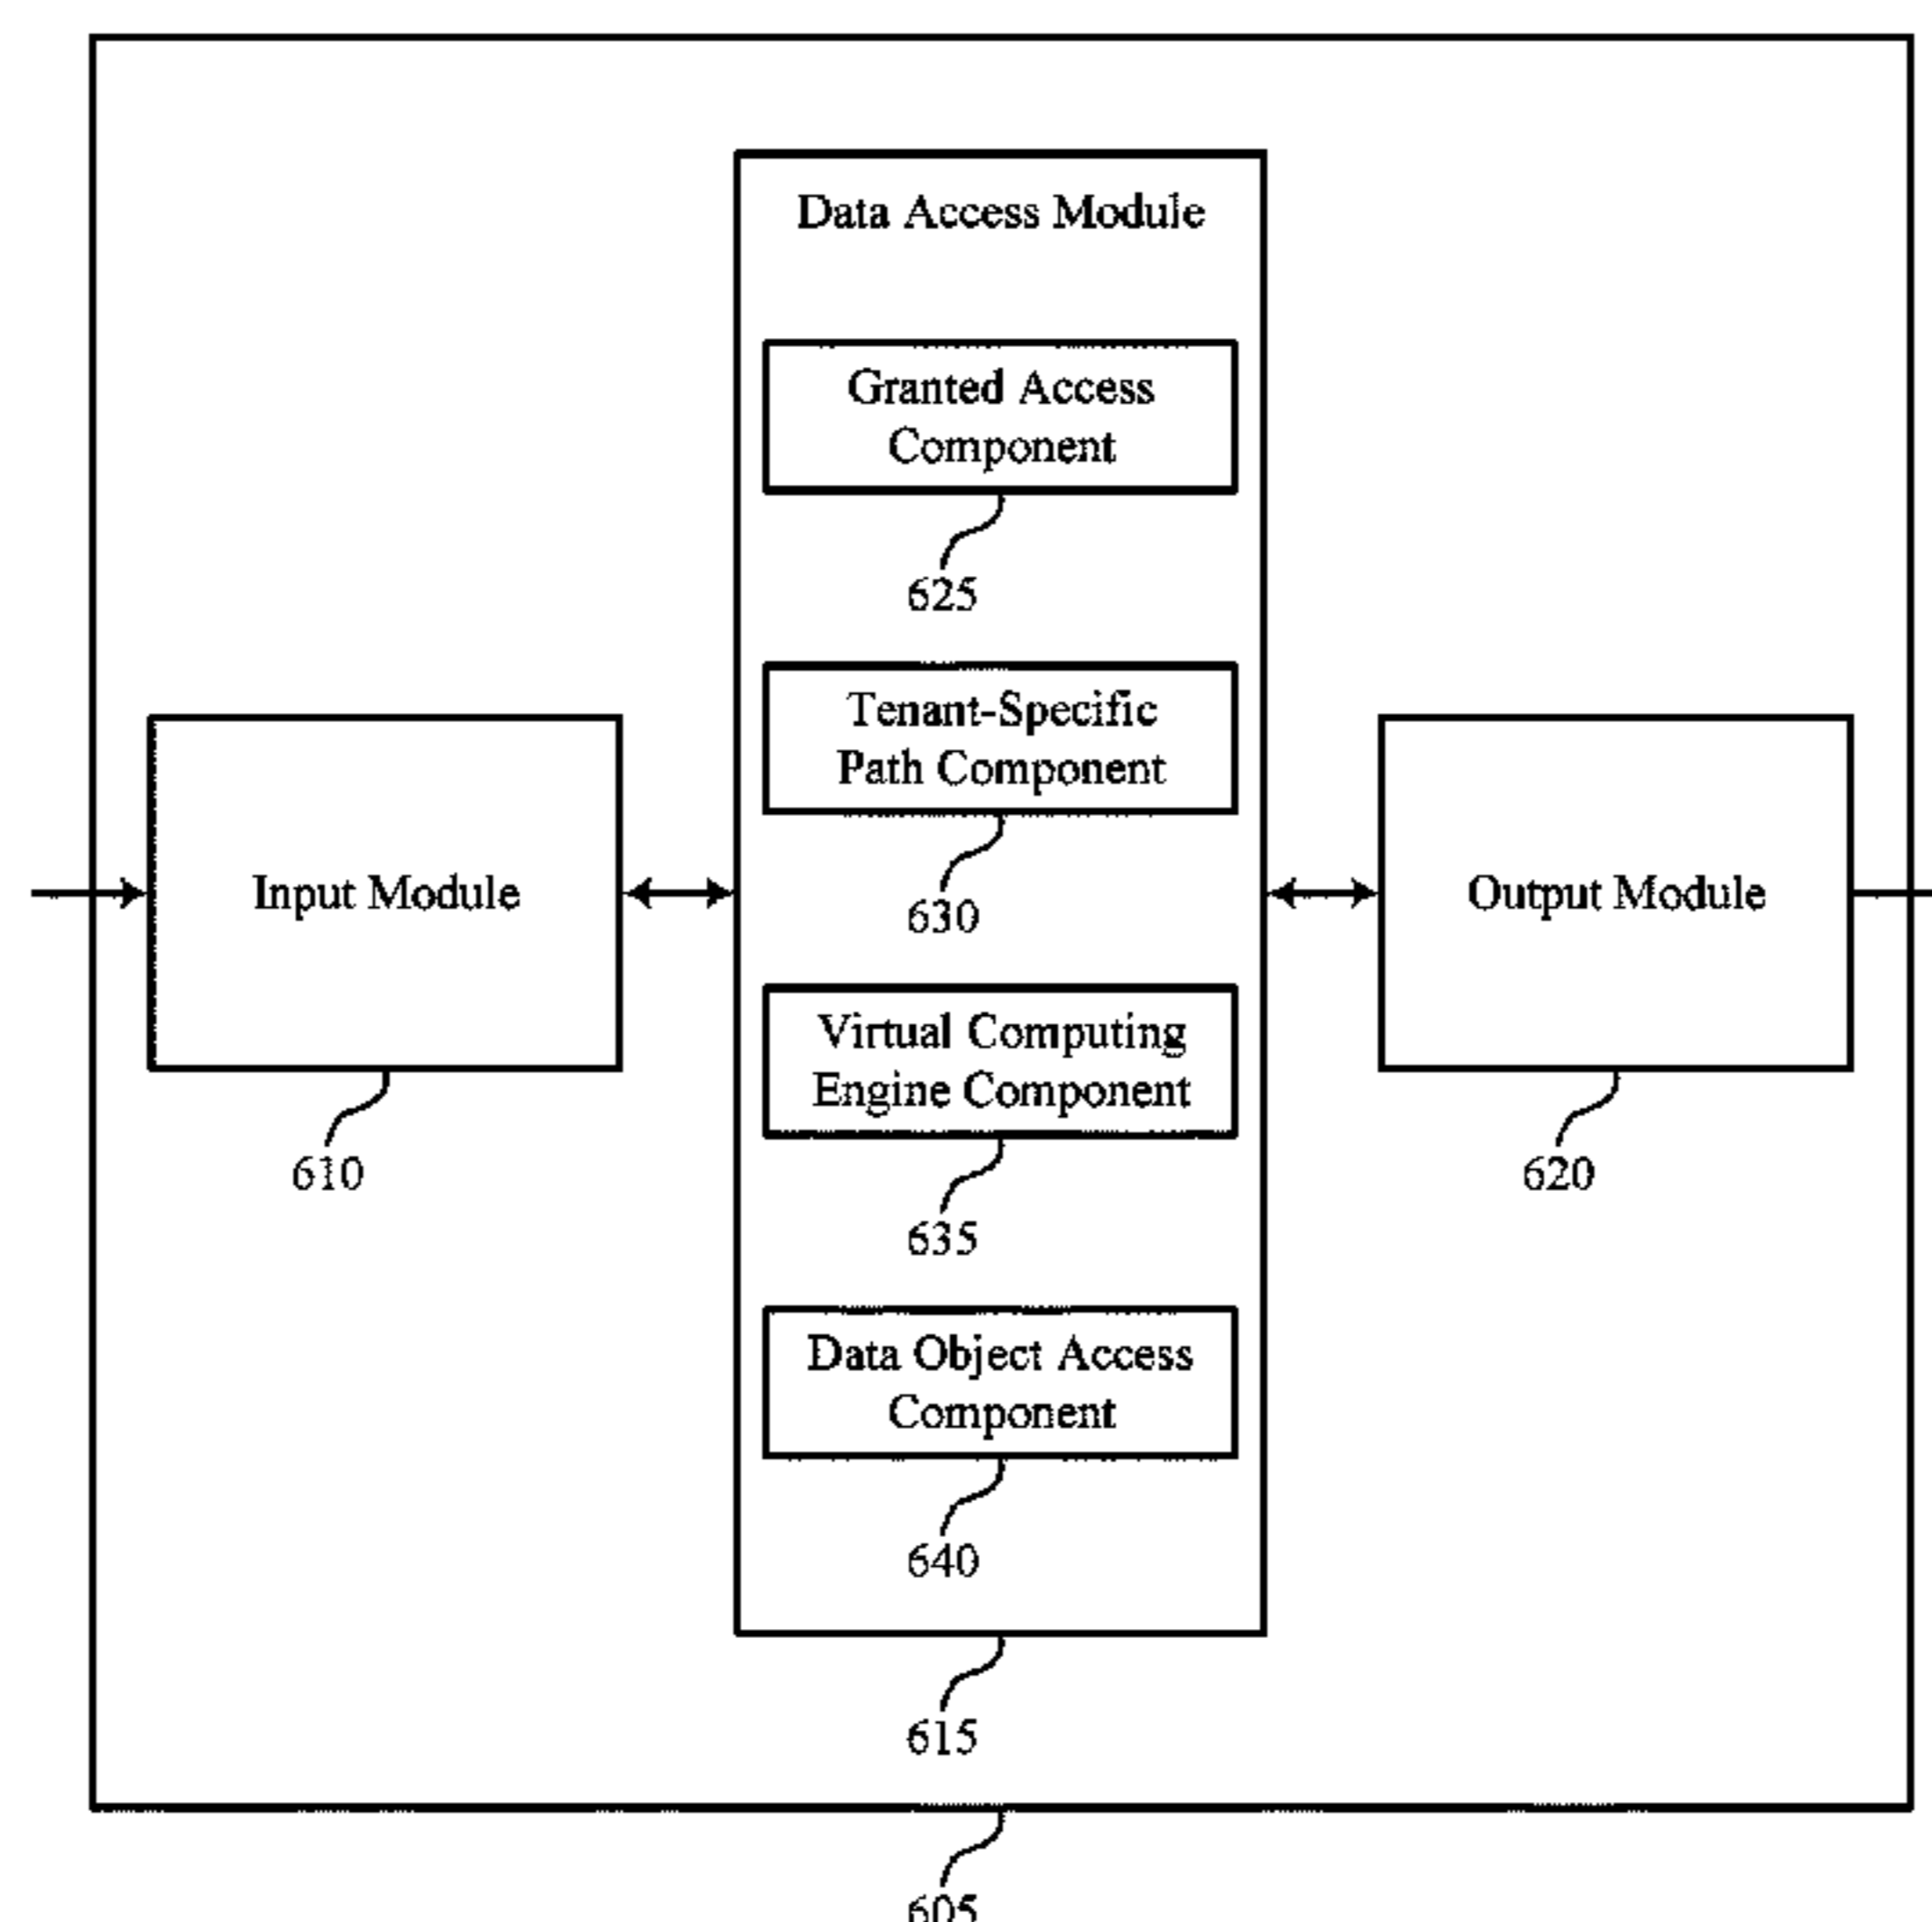 Data Access Module
Granted Access
Component
625
Tenant-Specific
Path Component
630
Input Module
610
Output Module
620
Virtual Computing
Engine Component
635
Data Object Access
Component
640
615
605